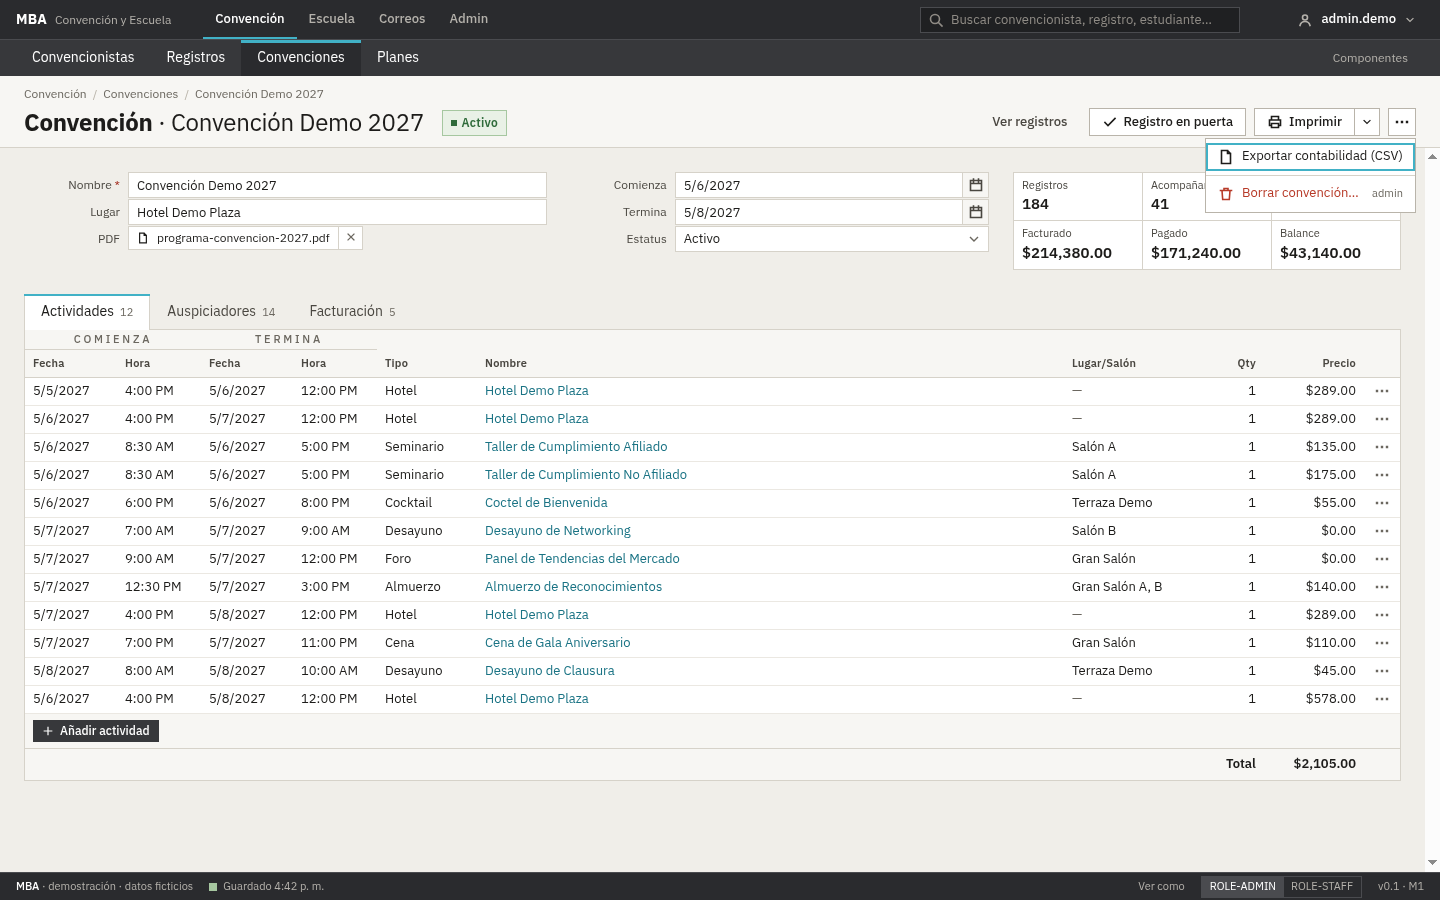 MBA Convención y Escuela Convención Escuela Correos Admin Buscar convencionista, registro, estudiante... admin.demo
Convencionistas Registros Convenciones Planes Componentes
Convención / Convenciones / Convención Demo 2027
Convención · Convención Demo 2027 Activo Ver registros Registro en puerta Imprimir
Exportar contabilidad (CSV)
Borrar convención... admin
Nombre * Convención Demo 2027 Comienza 5/6/2027
Lugar Hotel Demo Plaza Termina 5/8/2027
PDF programa-convencion-2027.pdf Estatus Activo
Registros
184
41
Facturado Pagado Balance
$214,380.00 $171,240.00 $43,140.00
Actividades 12 Auspiciadores 14 Facturación 5
COMIENZA TERMINA
Fecha Hora Fecha Hora Tipo Nombre Lugar/Salón Qty Precio
5/5/2027 4:00 PM 5/6/2027 12:00 PM Hotel Hotel Demo Plaza — 1 $289.00
5/6/2027 4:00 PM 5/7/2027 12:00 PM Hotel Hotel Demo Plaza — 1 $289.00
5/6/2027 8:30 AM 5/6/2027 5:00 PM Seminario Taller de Cumplimiento Afiliado Salón A 1 $135.00
5/6/2027 8:30 AM 5/6/2027 5:00 PM Seminario Taller de Cumplimiento No Afiliado Salón A 1 $175.00
5/6/2027 6:00 PM 5/6/2027 8:00 PM Cocktail Coctel de Bienvenida Terraza Demo 1 $55.00
5/7/2027 7:00 AM 5/7/2027 9:00 AM Desayuno Desayuno de Networking Salón B 1 $0.00
5/7/2027 9:00 AM 5/7/2027 12:00 PM Foro Panel de Tendencias del Mercado Gran Salón 1 $0.00
5/7/2027 12:30 PM 5/7/2027 3:00 PM Almuerzo Almuerzo de Reconocimientos Gran Salón A, B 1 $140.00
5/7/2027 4:00 PM 5/8/2027 12:00 PM Hotel Hotel Demo Plaza — 1 $289.00
5/7/2027 7:00 PM 5/7/2027 11:00 PM Cena Cena de Gala Aniversario Gran Salón 1 $110.00
5/8/2027 8:00 AM 5/8/2027 10:00 AM Desayuno Desayuno de Clausura Terraza Demo 1 $45.00
5/6/2027 4:00 PM 5/8/2027 12:00 PM Hotel Hotel Demo Plaza — 1 $578.00
+ Añadir actividad
Total $2,105.00
MBA · demostración · datos ficticios Guardado 4:42 p. m. Ver como ROLE-ADMIN ROLE-STAFF v0.1 · M1